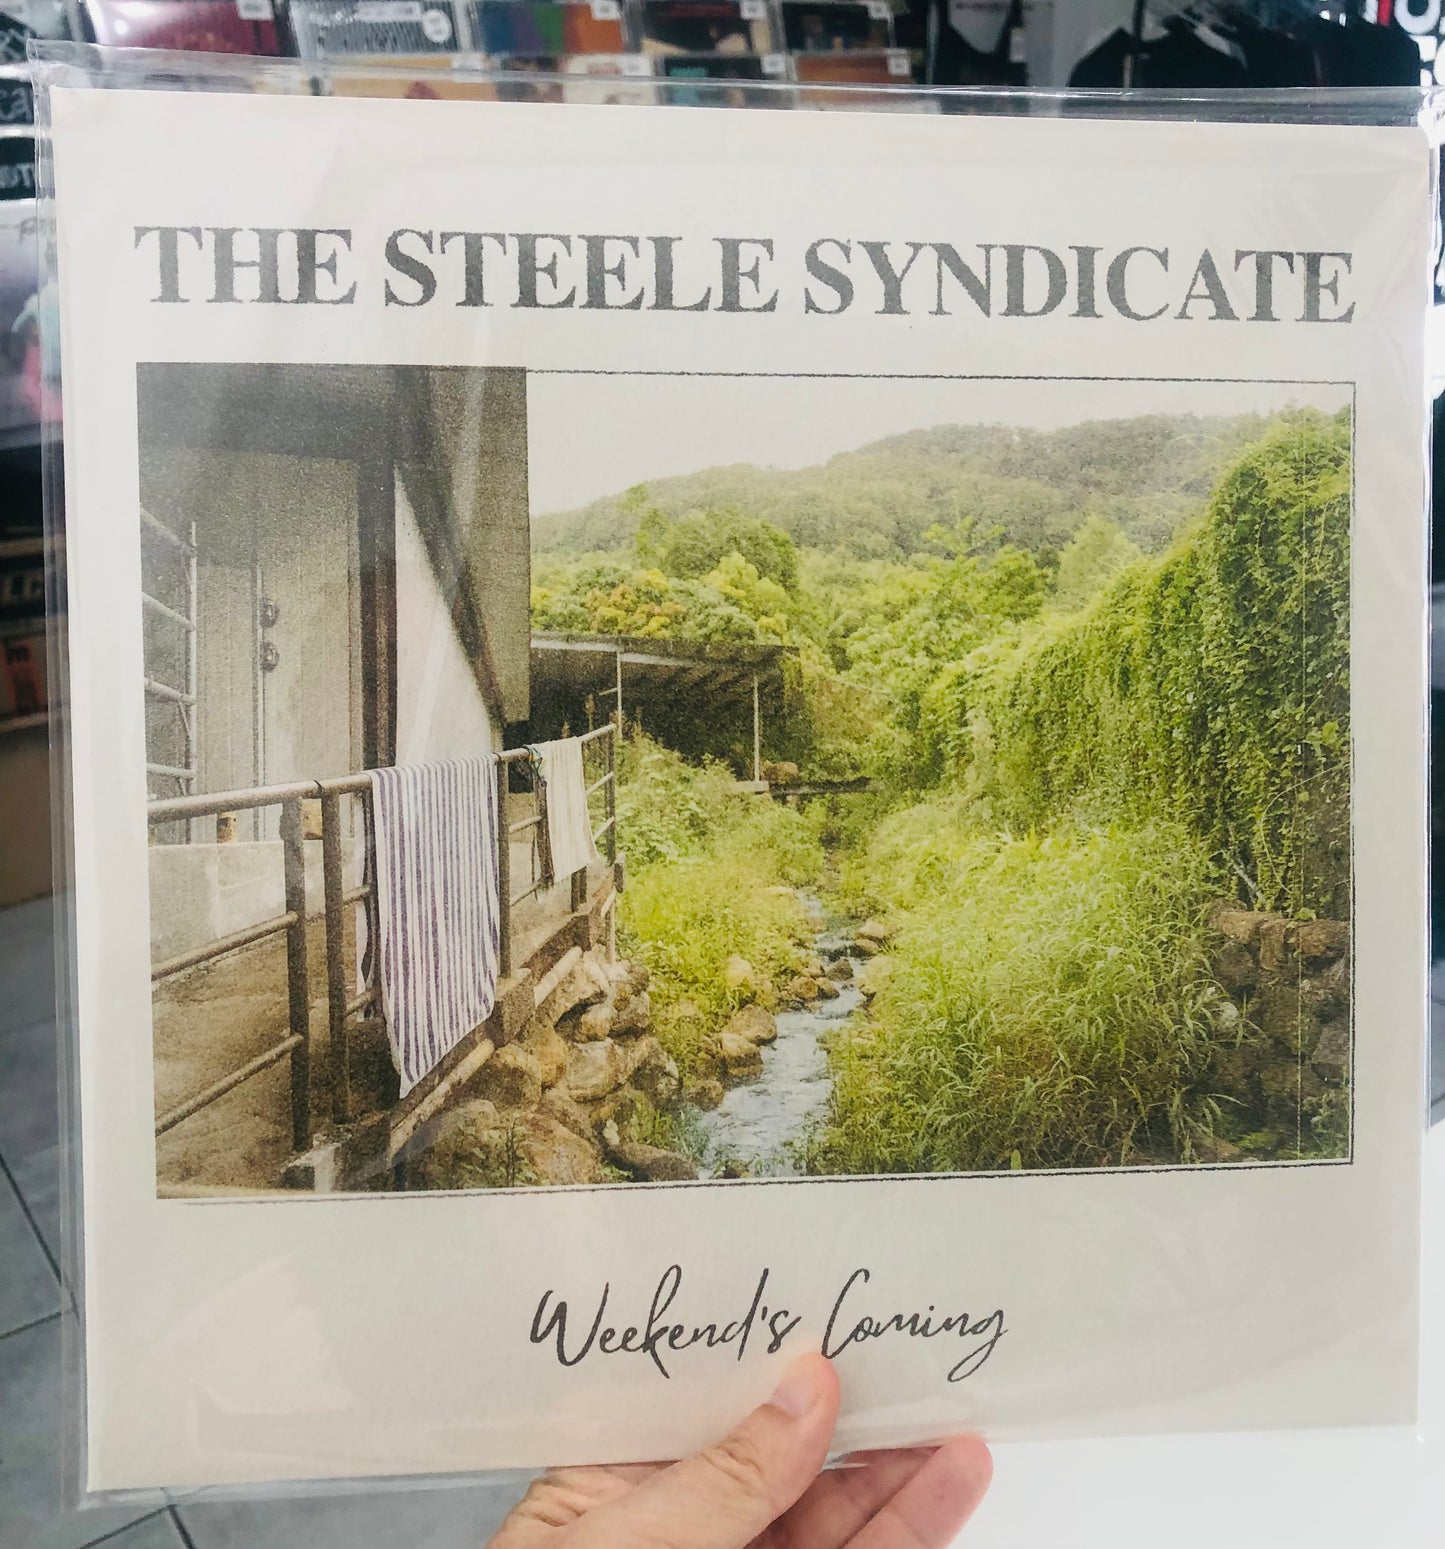 THE STEELE SYNDICATE
Weekend's Coming